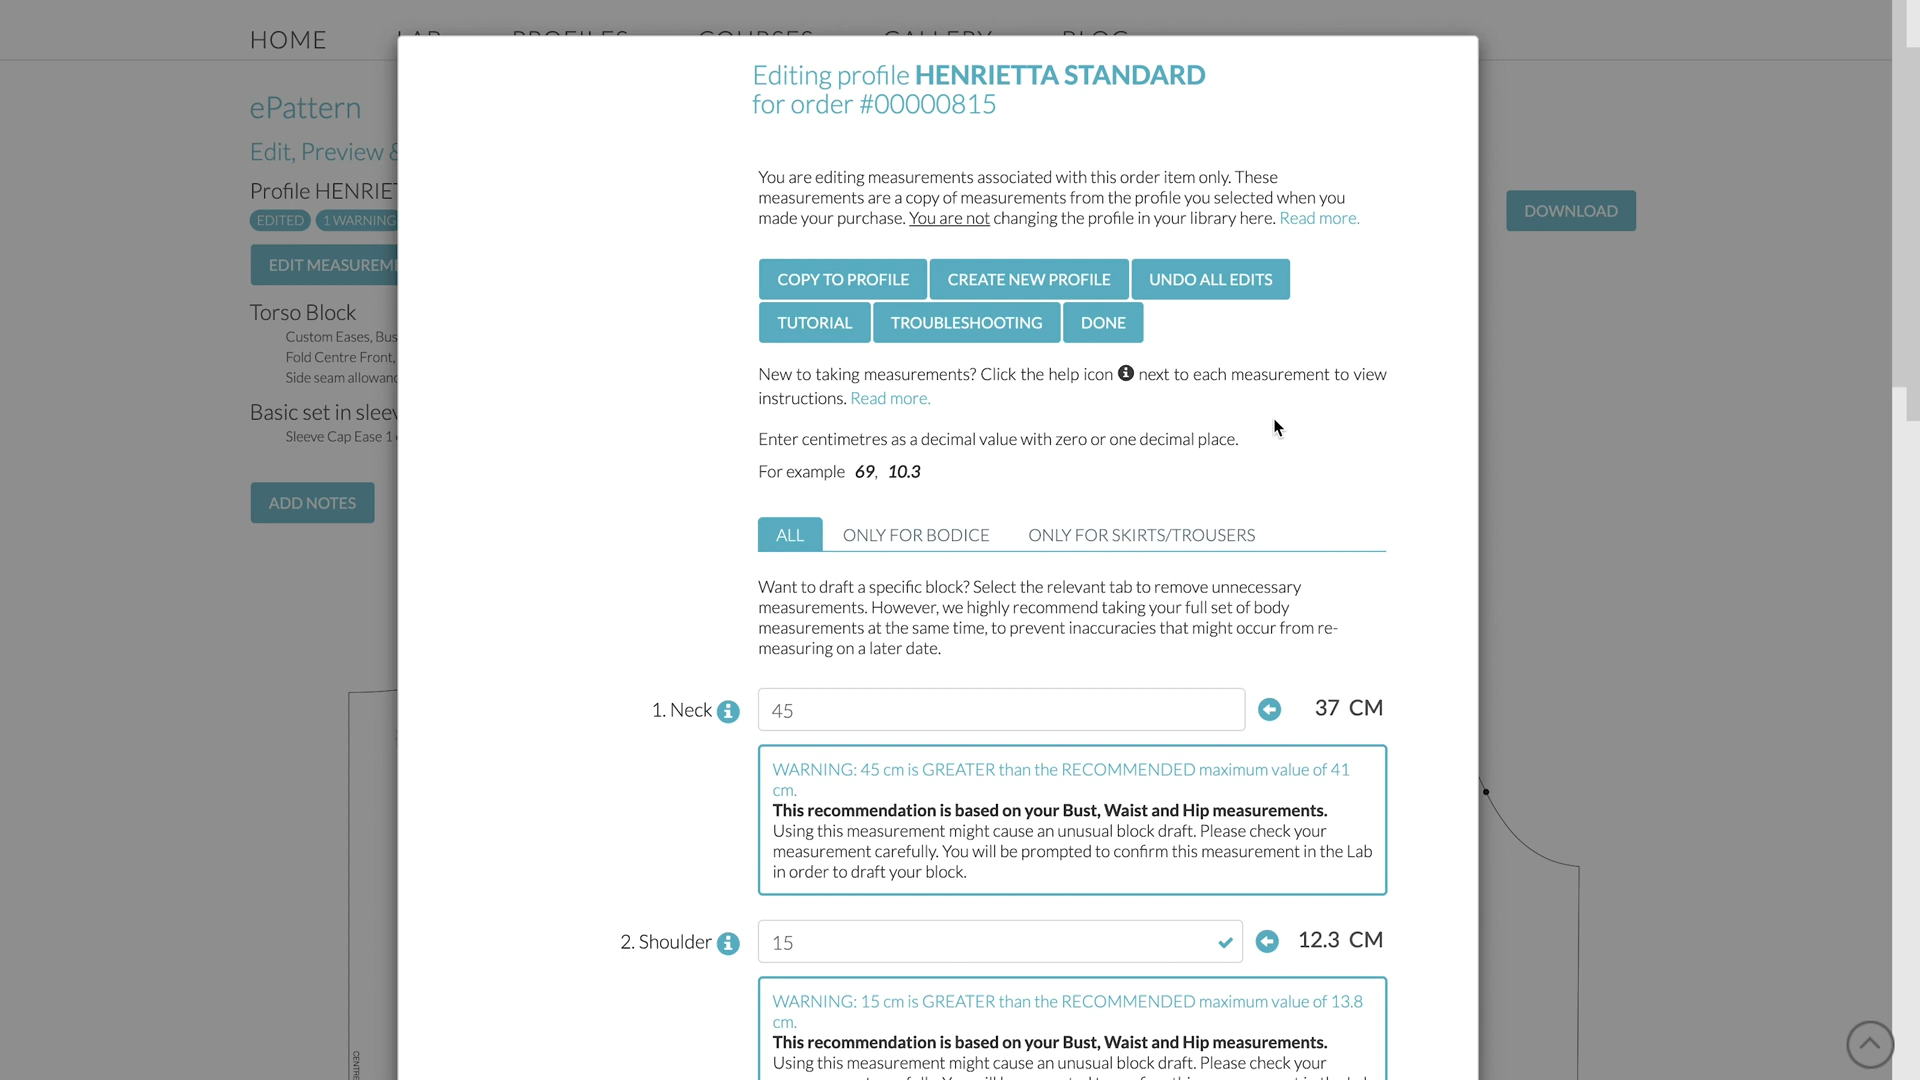 HOME
Editing profile HENRIETTA STANDARD
for order #00000815
ePattern
Edit, Preview &
Profile HENRIET
EDITED 1 WARNING
EDIT MEASUREME
DOWNLOAD
Torso Block
Custom Eases, Bus
Fold Centre Front,
Side seam allowanc
Basic set in sleev
Sleeve Cap Ease 1
ADD NOTES
You are editing measurements associated with this order item only. These
measurements are a copy of measurements from the profile you selected when you
made your purchase. You are not changing the profile in your library here. Read more.
COPY TO PROFILE CREATE NEW PROFILE UNDO ALL EDITS
TUTORIAL TROUBLESHOOTING DONE
New to taking measurements? Click the help icon next to each measurement to view
instructions. Read more.
Enter centimetres as a decimal value with zero or one decimal place.
For example 69, 10.3
ALL ONLY FOR BODICE ONLY FOR SKIRTS/TROUSERS
Want to draft a specific block? Select the relevant tab to remove unnecessary
measurements. However, we highly recommend taking your full set of body
measurements at the same time, to prevent inaccuracies that might occur from re-
measuring on a later date.
1. Neck 45 37 CM
WARNING: 45 cm is GREATER than the RECOMMENDED maximum value of 41
cm.
This recommendation is based on your Bust, Waist and Hip measurements.
Using this measurement might cause an unusual block draft. Please check your
measurement carefully. You will be prompted to confirm this measurement in the Lab
in order to draft your block.
2. Shoulder 15 12.3 CM
WARNING: 15 cm is GREATER than the RECOMMENDED maximum value of 13.8
cm.
This recommendation is based on your Bust, Waist and Hip measurements.
Using this measurement might cause an unusual block draft. Please check your
CENTRE